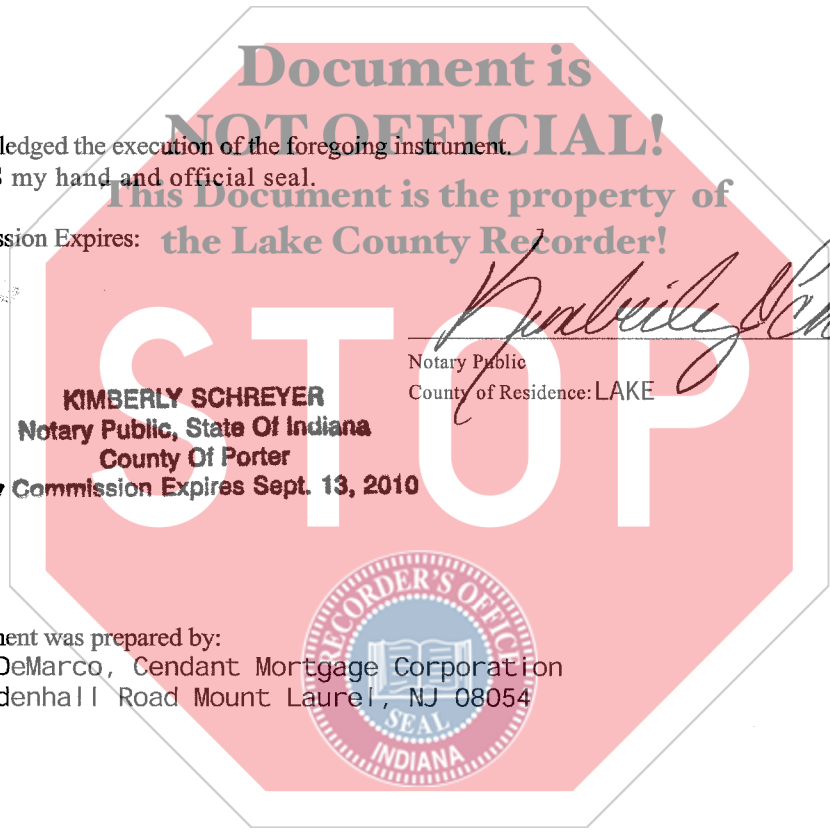 Document is
NOT OFFICIAL!
ledged the execution of the foregoing instrument.
my hand and official seal.
This Document is the property of
ssion Expires: the Lake County Recorder!
STOP
Notary Public
County of Residence: LAKE
KIMBERLY SCHREYER
Notary Public, State Of Indiana
County Of Porter
Commission Expires Sept. 13, 2010
RECORDER'S OFFICE
SEAL
INDIANA
ment was prepared by:
DeMarco, Cendant Mortgage Corporation
denhall Road Mount Laurel, NJ 08054
Kimberly